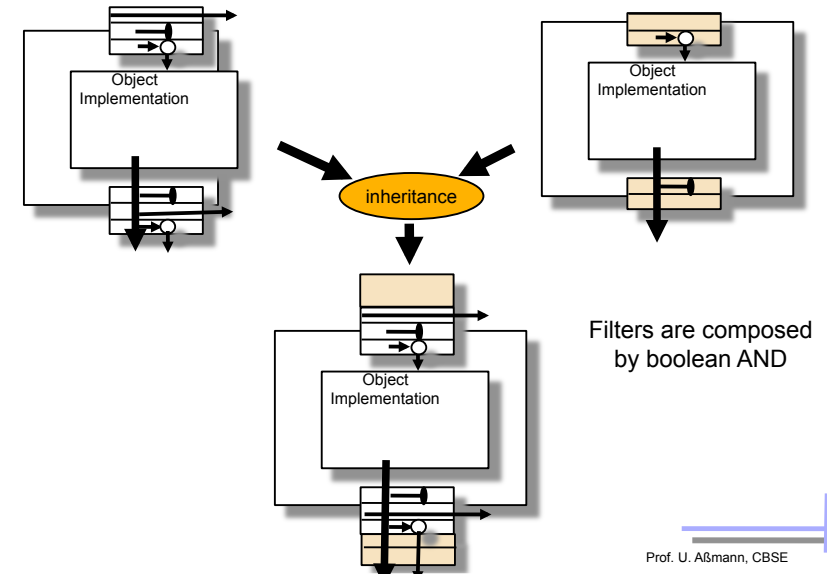 Object
Implementation
Object
Implementation
inheritance
Object
Implementation
Filters are composed
by boolean AND
Prof. U. Aßmann, CBSE